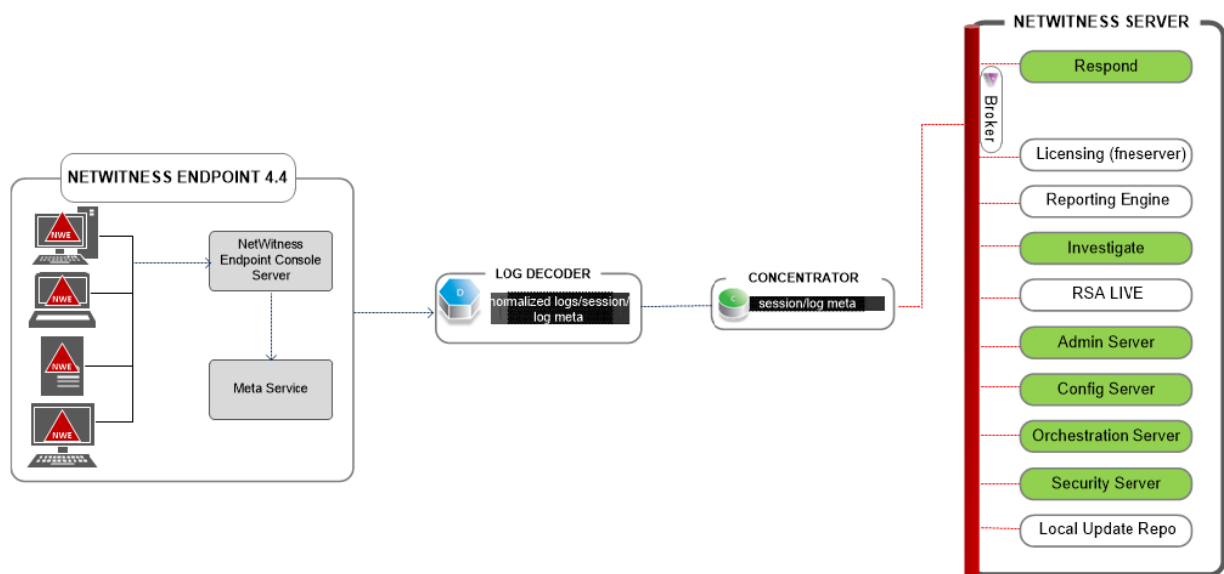 NETWITNESS SERVER
Respond
Broker
Licensing (fneserver)
Reporting Engine
Investigate
RSA LIVE
Admin Server
Config Server
Orchestration Server
Security Server
Local Update Repo
NETWITNESS ENDPOINT 4.4
NWE
NWE
NWE
NWE
NetWitness
Endpoint Console
Server
Meta Service
LOG DECODER
D
normalized logs/session/
log meta
CONCENTRATOR
C
session/log meta